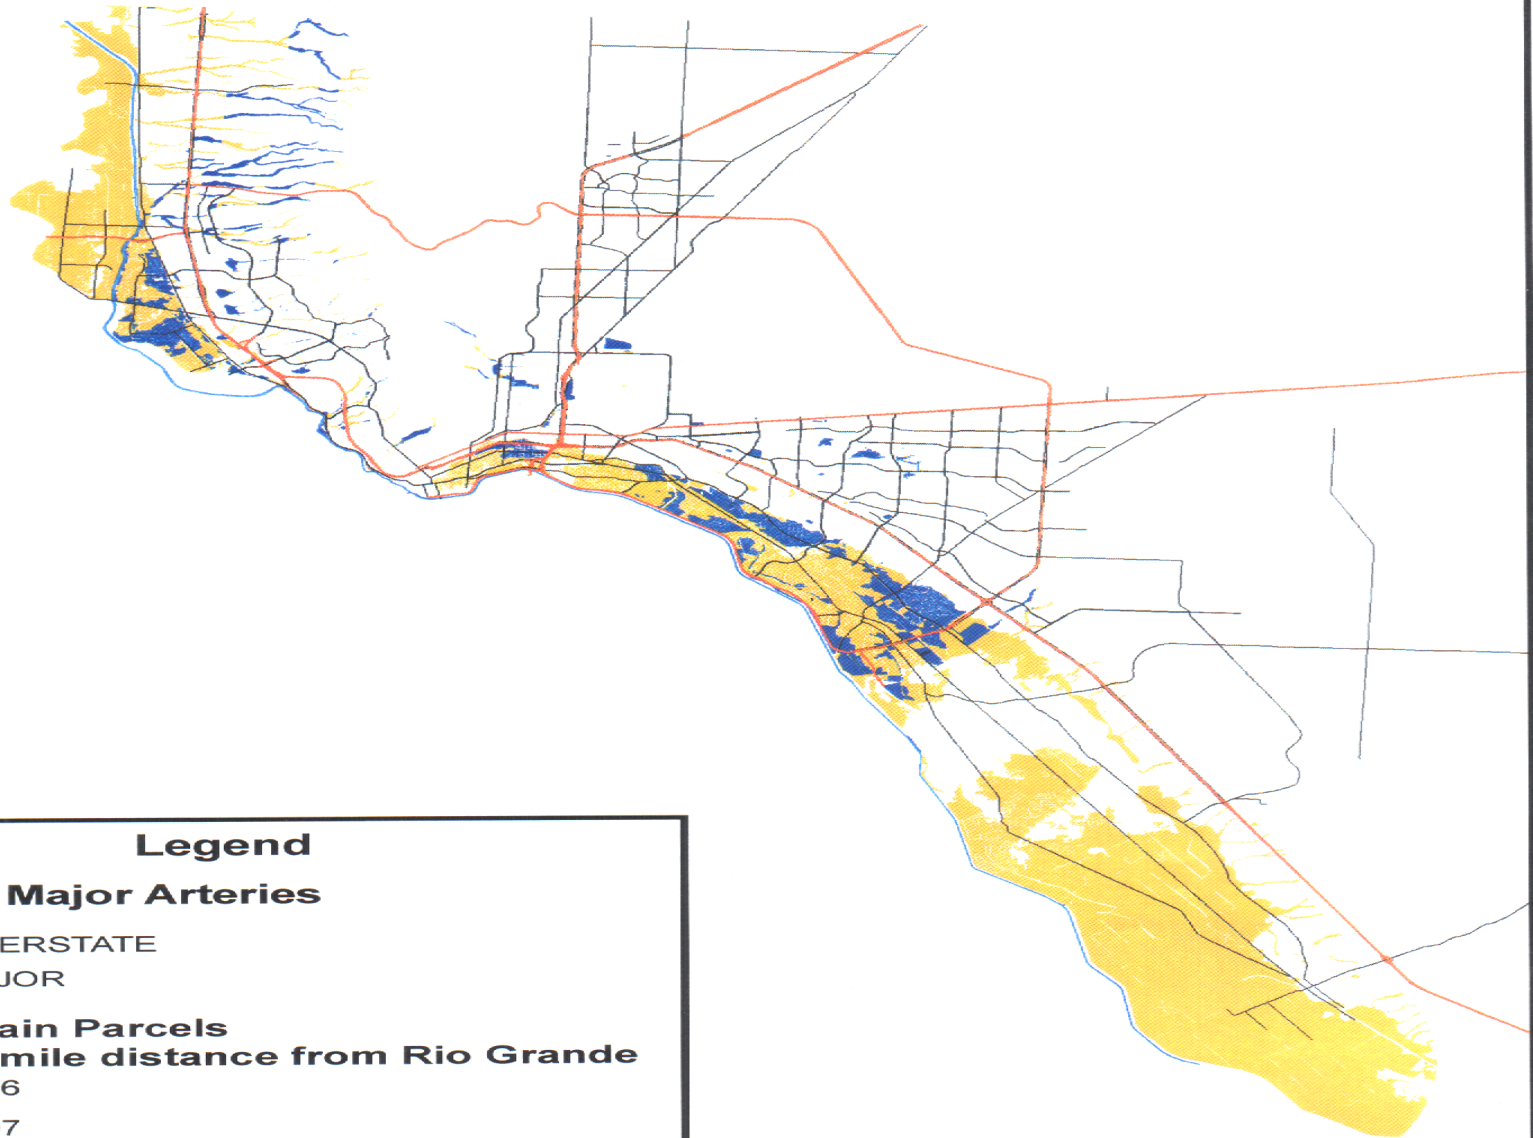 Legend
Major Arteries
ERSTATE
JOR
ain Parcels
mile distance from Rio Grande
6
7